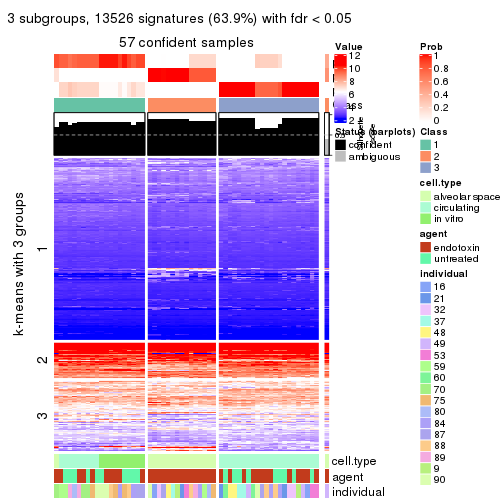 3 subgroups, 13526 signatures (63.9%) with fdr < 0.05
57 confident samples
k-means with 3 groups
1
2
3
cell.type
agent
individual
Value
12
10
8
6
4
2
Status (barplots)
confident
ambiguous
Prob
1
0.8
0.6
0.4
0.2
0
Class
1
2
3
cell.type
alveolar space
circulating
in vitro
agent
endotoxin
untreated
individual
16
21
32
37
48
49
53
59
60
70
75
80
84
87
88
89
9
90